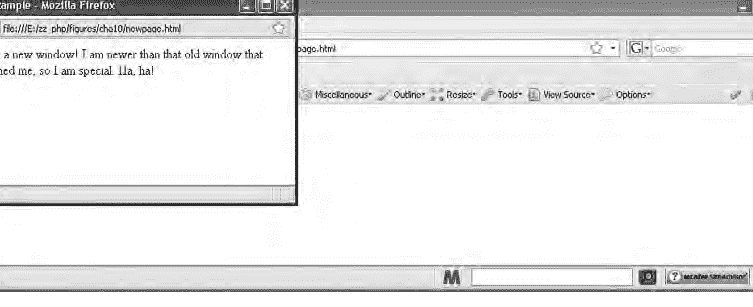 ample - Mozilla Firefox
file:///E:/zz_php/figures/cha10/newpage.html
a new window! I am newer than that old window that
ned me, so I am special. Ha, ha!
page.html
G Google
Miscellaneous Outline Resize Tools View Source Options
M